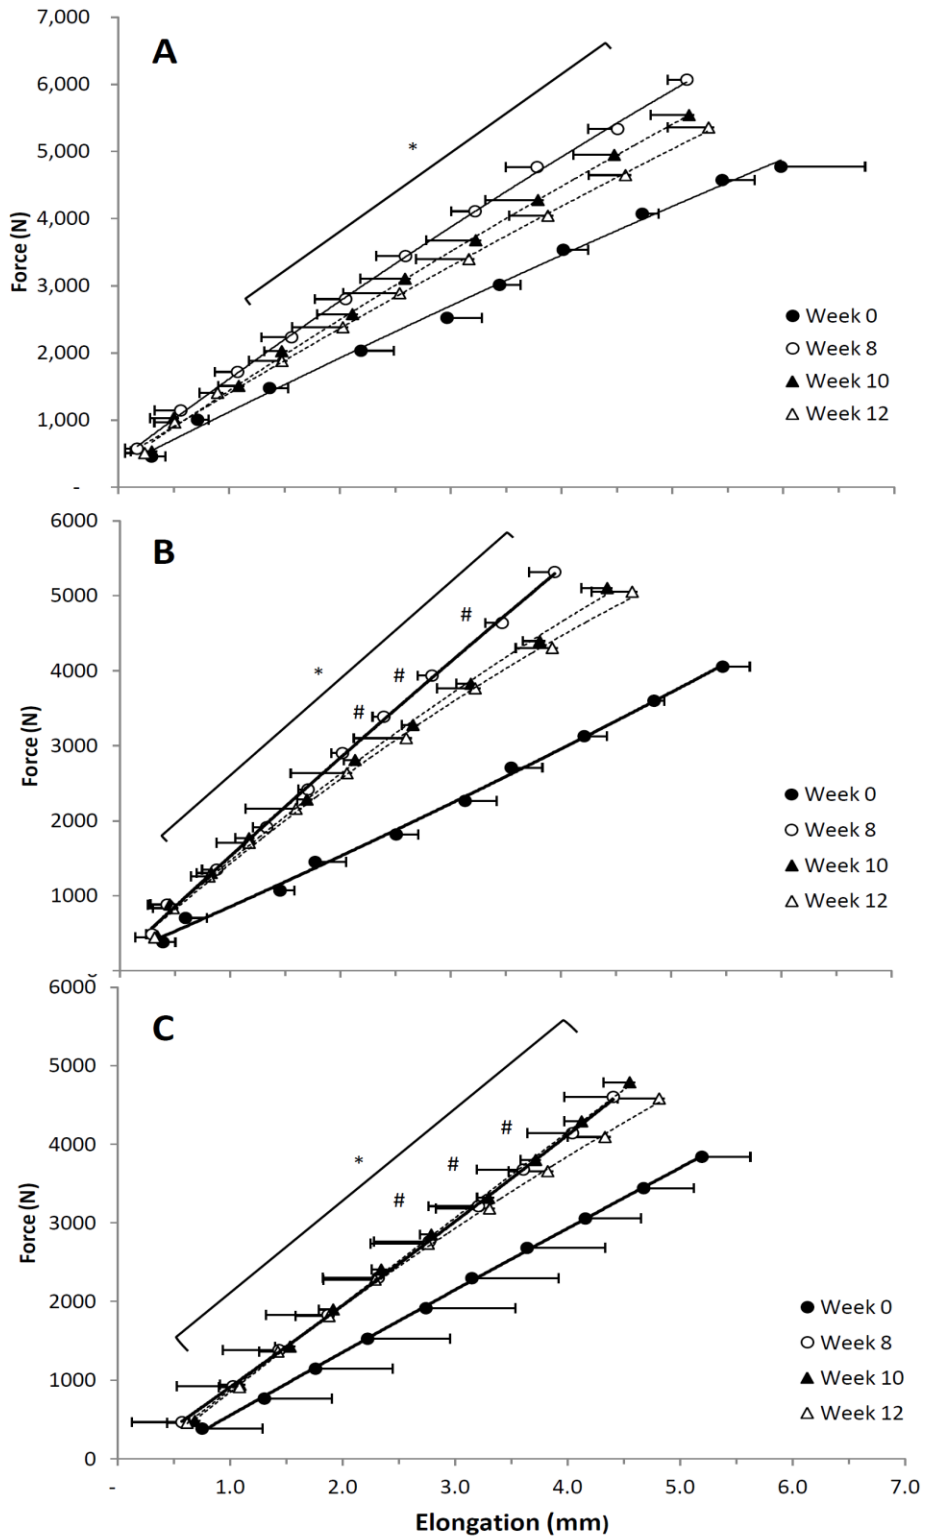 7,000
A
6,000
*
5,000
4,000
Force (N)
3,000
Week 0
Week 8
2,000
Week 10
Week 12
1,000
-
6000
B
5000
#
* #
4000
#
Force (N)
3000
Week 0
2000
Week 8
Week 10
1000
Week 12
6000
C
5000
#
* #
4000
#
Force (N)
3000
2000
Week 0
Week 8
1000
Week 10
Week 12
0
- 1.0 2.0 3.0 4.0 5.0 6.0 7.0
Elongation (mm)